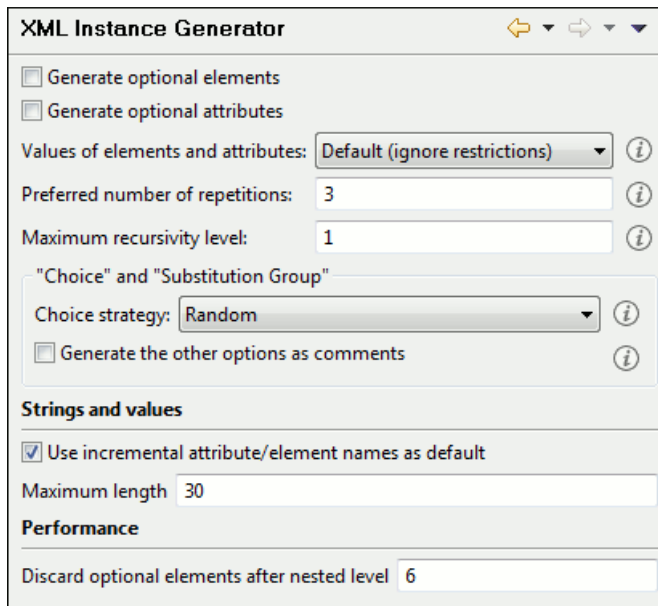 XML Instance Generator
Generate optional elements
Generate optional attributes
Values of elements and attributes: Default (ignore restrictions)
Preferred number of repetitions: 3
Maximum recursivity level: 1
"Choice" and "Substitution Group"
Choice strategy: Random
Generate the other options as comments
Strings and values
Use incremental attribute/element names as default
Maximum length 30
Performance
Discard optional elements after nested level 6